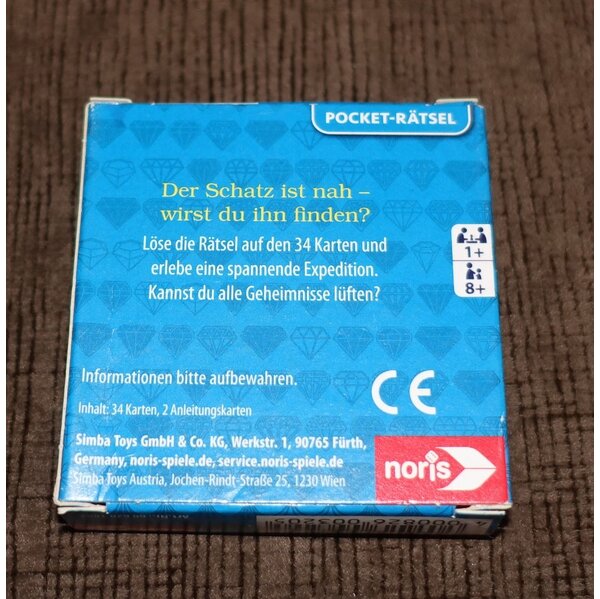 POCKET-RÄTSEL
Der Schatz ist nah –
wirst du ihn finden?
Löse die Rätsel auf den 34 Karten und
erlebe eine spannende Expedition.
Kannst du alle Geheimnisse lüften?
1+
8+
Informationen bitte aufbewahren.
Inhalt: 34 Karten, 2 Anleitungskarten
CE
Simba Toys GmbH & Co. KG, Werkstr. 1, 90765 Fürth,
Germany, noris-spiele.de, service.noris-spiele.de
Simba Toys Austria, Jochen-Rindt-Straße 25, 1230 Wien
noris